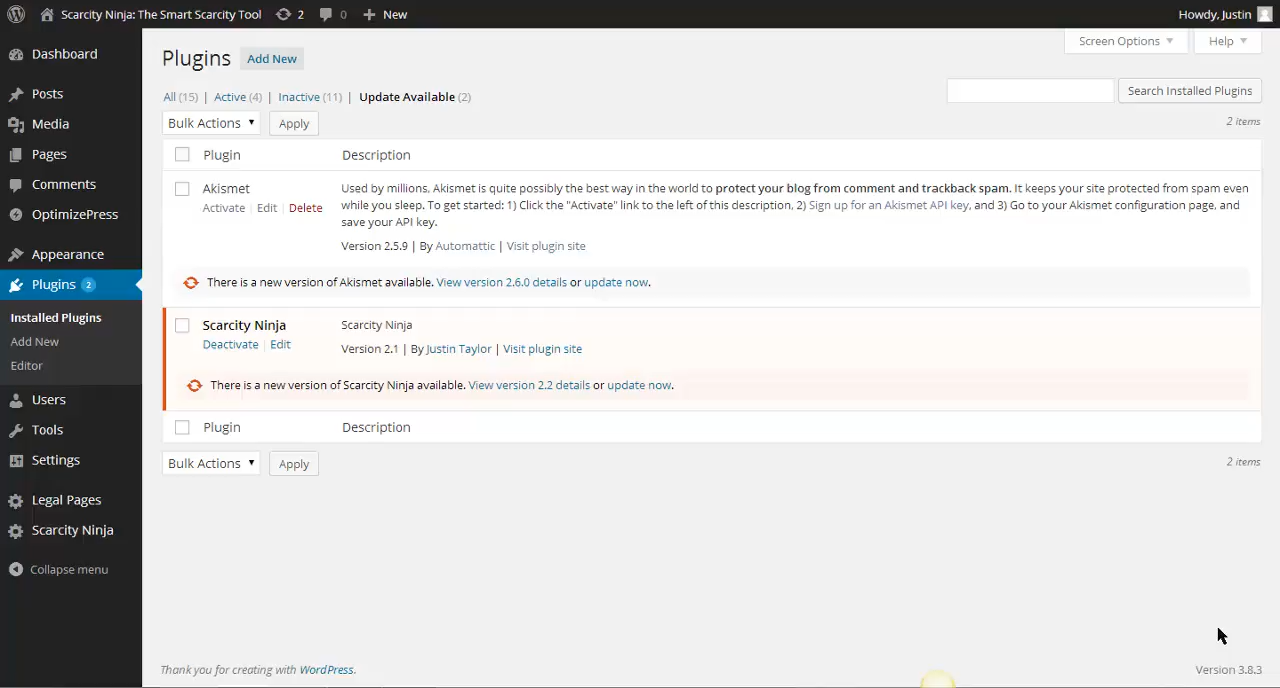 Scarcity Ninja: The Smart Scarcity Tool 2 0 New Howdy, Justin
Dashboard
Posts
Media
Pages
Comments
OptimizePress
Appearance
Plugins 2
Installed Plugins
Add New
Editor
Users
Tools
Settings
Legal Pages
Scarcity Ninja
Collapse menu
Screen Options Help
Plugins Add New
All (15) | Active (4) | Inactive (11) | Update Available (2)
Search Installed Plugins
Bulk Actions Apply
2 items
Plugin Description
Akismet
Activate | Edit | Delete
Used by millions, Akismet is quite possibly the best way in the world to protect your blog from comment and trackback spam. It keeps your site protected from spam even
while you sleep. To get started: 1) Click the "Activate" link to the left of this description, 2) Sign up for an Akismet API key, and 3) Go to your Akismet configuration page, and
save your API key.
Version 2.5.9 | By Automattic | Visit plugin site
There is a new version of Akismet available. View version 2.6.0 details or update now.
Scarcity Ninja
Deactivate | Edit
Scarcity Ninja
Version 2.1 | By Justin Taylor | Visit plugin site
There is a new version of Scarcity Ninja available. View version 2.2 details or update now.
Plugin Description
Bulk Actions Apply
2 items
Thank you for creating with WordPress.
Version 3.8.3